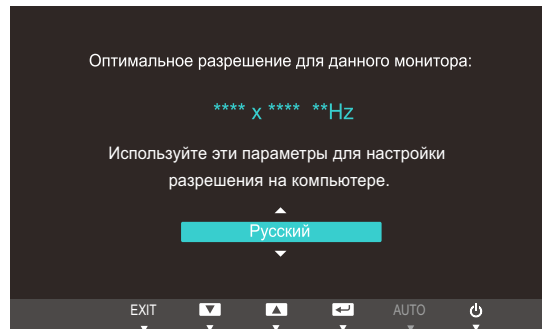 Оптимальное разрешение для данного монитора:
**** x **** **Hz
Используйте эти параметры для настройки
разрешения на компьютере.
Русский
EXIT AUTO